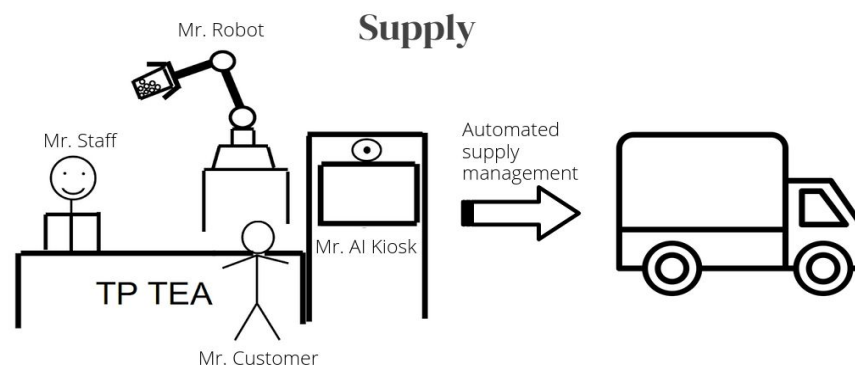 Supply
Mr. Robot
Mr. Staff
Automated
supply
management
Mr. AI Kiosk
TP TEA
Mr. Customer